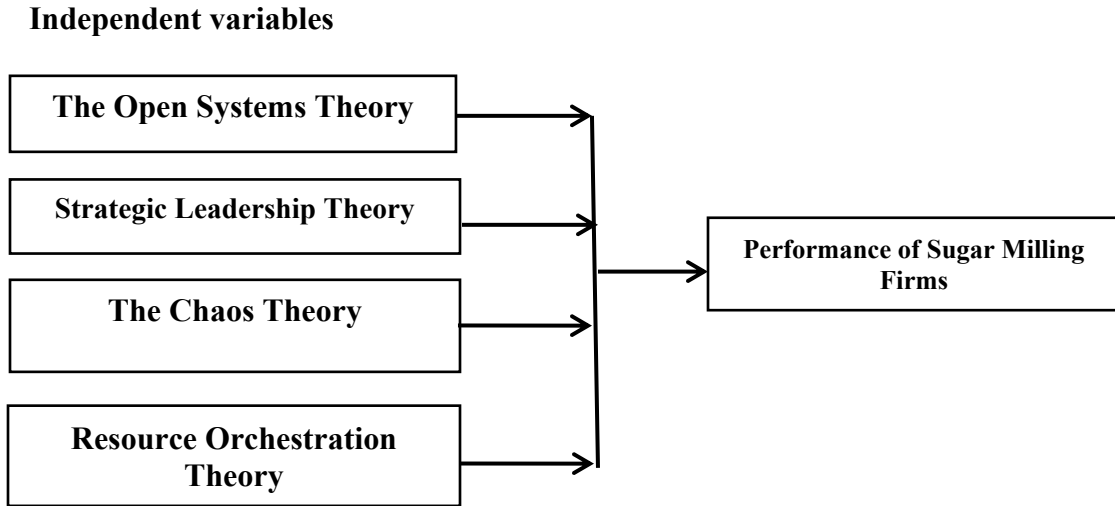 Independent variables
The Open Systems Theory
Strategic Leadership Theory
The Chaos Theory
Resource Orchestration
Theory
Performance of Sugar Milling
Firms